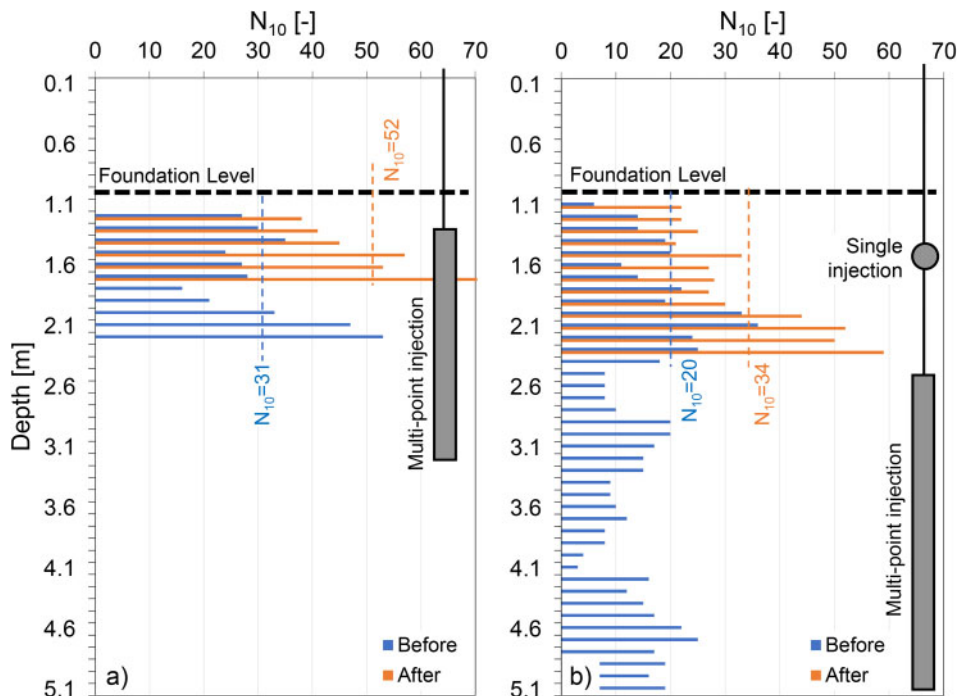 N10 [-]
0 10 20 30 40 50 60 70
0.1
0.6
1.1
1.6
2.1
2.6
3.1
3.6
4.1
4.6
5.1
Depth [m]
Foundation Level
N10=52
N10=31
Multi-point injection
Before
After
a)
N10 [-]
0 10 20 30 40 50 60 70
0.1
0.6
1.1
1.6
2.1
2.6
3.1
3.6
4.1
4.6
5.1
Foundation Level
Single
injection
N10=20
N10=34
Multi-point injection
Before
After
b)